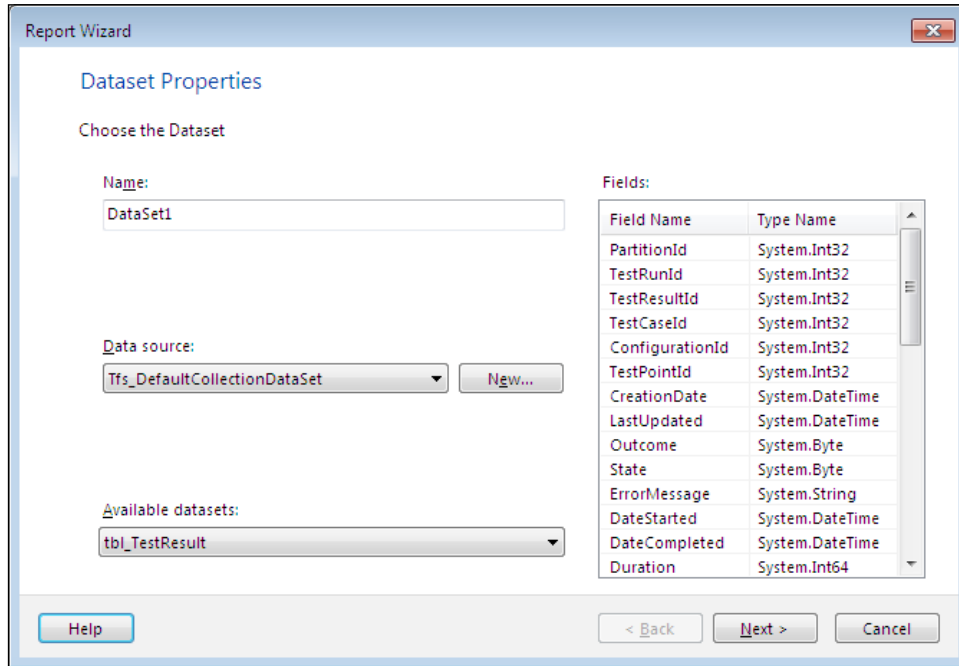 Report Wizard
Dataset Properties
Choose the Dataset
Name:
DataSet1
Data source:
Tfs_DefaultCollectionDataSet
New...
Available datasets:
tbl_TestResult
Fields:
Field Name Type Name
PartitionId System.Int32
TestRunId System.Int32
TestResultId System.Int32
TestCaseId System.Int32
ConfigurationId System.Int32
TestPointId System.Int32
CreationDate System.DateTime
LastUpdated System.DateTime
Outcome System.Byte
State System.Byte
ErrorMessage System.String
DateStarted System.DateTime
DateCompleted System.DateTime
Duration System.Int64
Help
< Back
Next >
Cancel